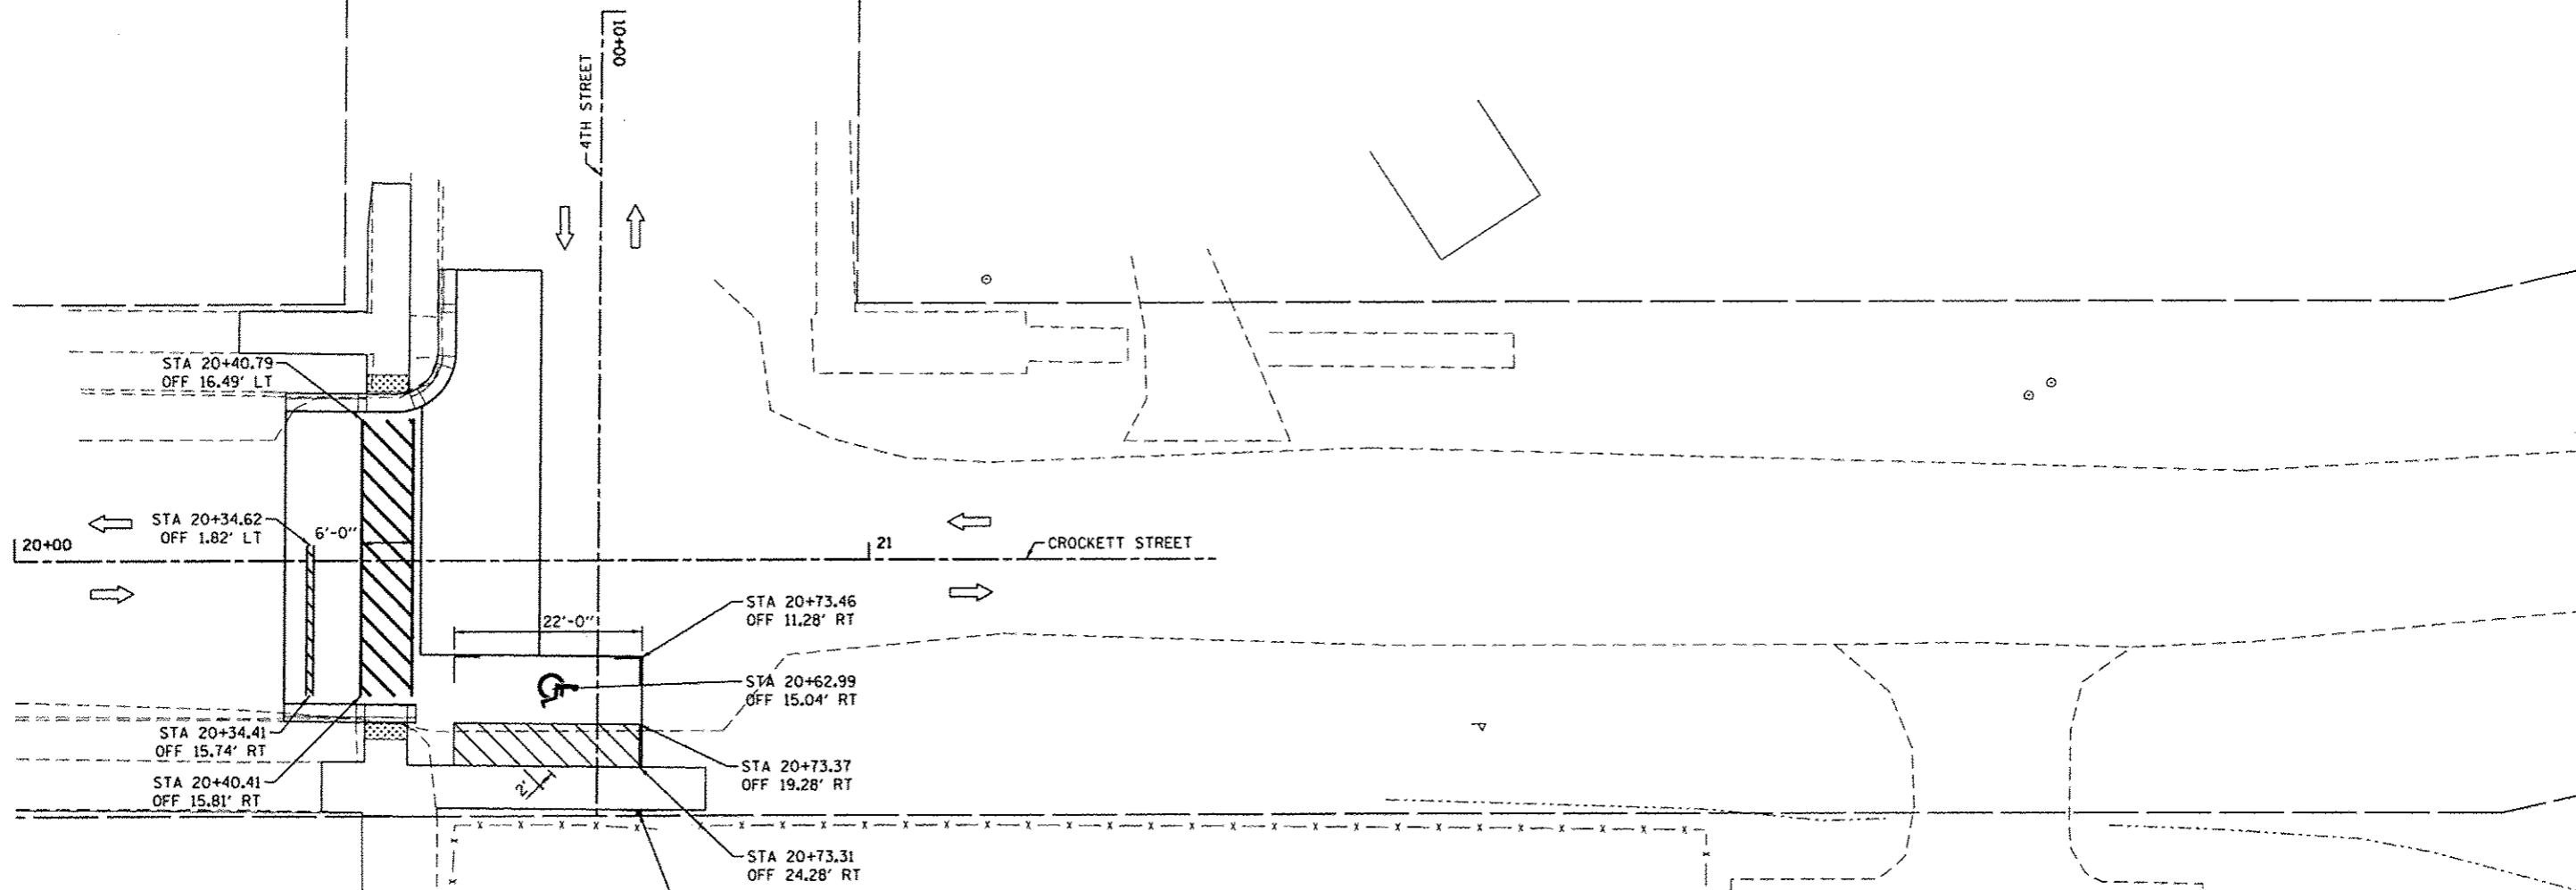 10+00
4TH STREET
STA 20+40.79
OFF 16.49' LT
STA 20+34.62
OFF 1.82' LT
6'-0"
20+00
21
CROCKETT STREET
STA 20+73.46
OFF 11.28' RT
22'-0"
STA 20+62.99
OFF 15.04' RT
STA 20+34.41
OFF 15.74' RT
STA 20+73.37
OFF 19.28' RT
STA 20+40.41
OFF 15.81' RT
2'
STA 20+73.31
OFF 24.28' RT